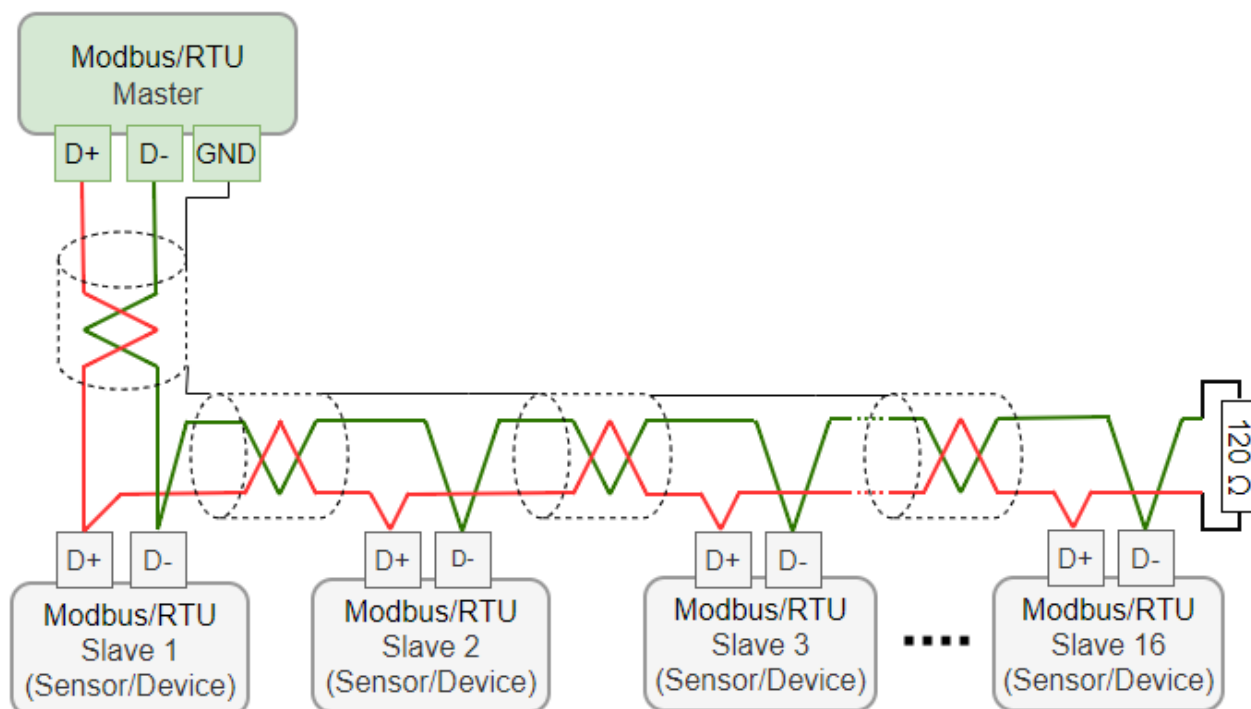 Modbus/RTU
Master
D+ D- GND
120 Ω
D+ D- D+ D- D+ D- D+ D-
Modbus/RTU
Slave 1
(Sensor/Device)
Modbus/RTU
Slave 2
(Sensor/Device)
Modbus/RTU
Slave 3
(Sensor/Device)
Modbus/RTU
Slave 16
(Sensor/Device)